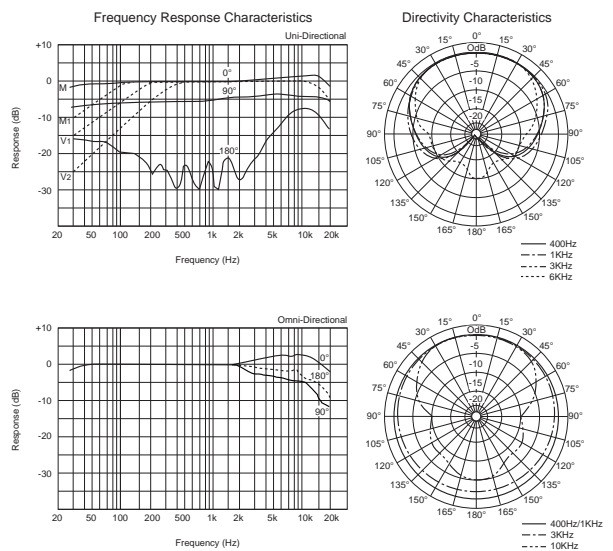 Frequency Response Characteristics
Directivity Characteristics
Uni-Directional
+10
0
-10
-20
-30
Response (dB)
M
M1
V1
V2
0°
90°
180°
20 50 100 200 500 1k 2k 5k 10k 20k
Frequency (Hz)
0°
15° 15°
30° 30°
45° 45°
60° 60°
75° 75°
90° 90°
105° 105°
120° 120°
135° 135°
150° 150°
165° 165°
180°
OdB
-5
-10
-15
-20
400Hz
1KHz
3KHz
6KHz
Omni-Directional
+10
0
-10
-20
-30
Response (dB)
0°
180°
90°
20 50 100 200 500 1k 2k 5k 10k 20k
Frequency (Hz)
0°
15° 15°
30° 30°
45° 45°
60° 60°
75° 75°
90° 90°
105° 105°
120° 120°
135° 135°
150° 150°
165° 165°
180°
OdB
-5
-10
-15
-20
400Hz/1KHz
3KHz
10KHz